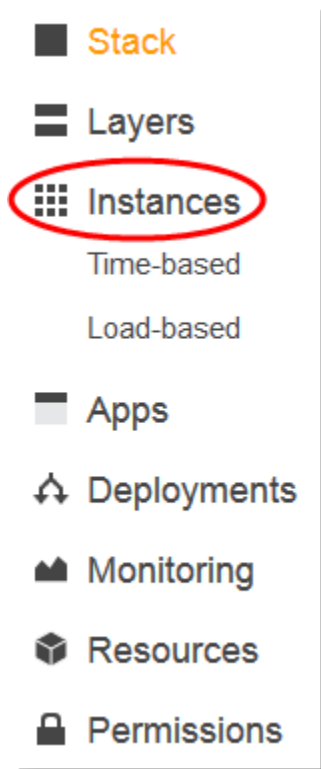 Stack
Layers
Instances
Time-based
Load-based
Apps
Deployments
Monitoring
Resources
Permissions